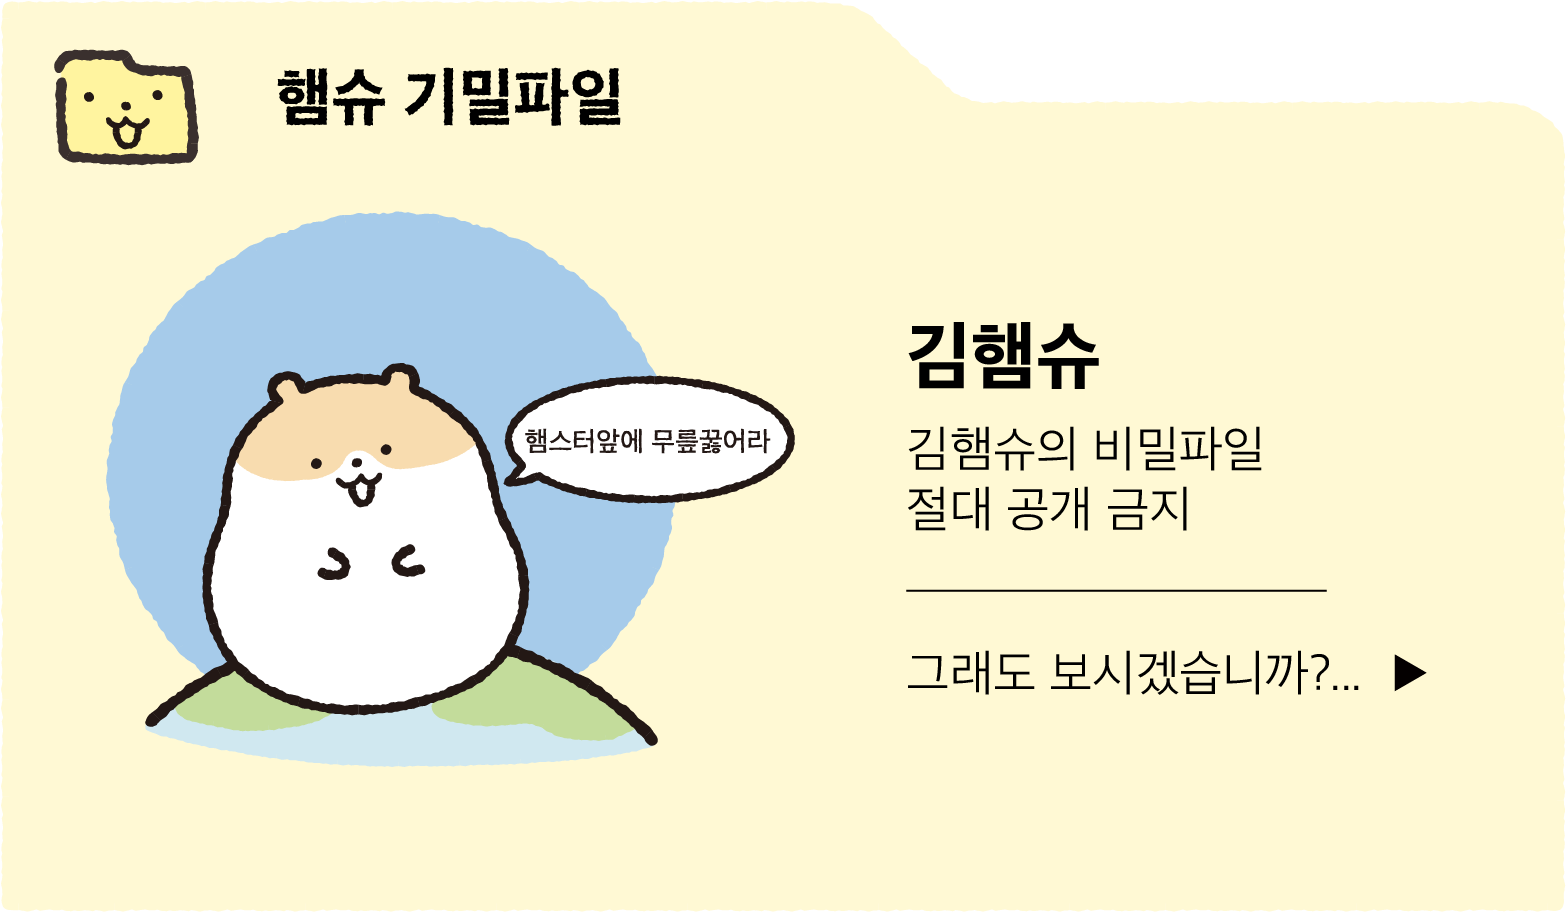 햄슈 기밀파일
햄스터앞에 무릎꿇어라
김햄슈
김햄슈의 비밀파일
절대 공개 금지
그래도 보시겠습니까?... ▶